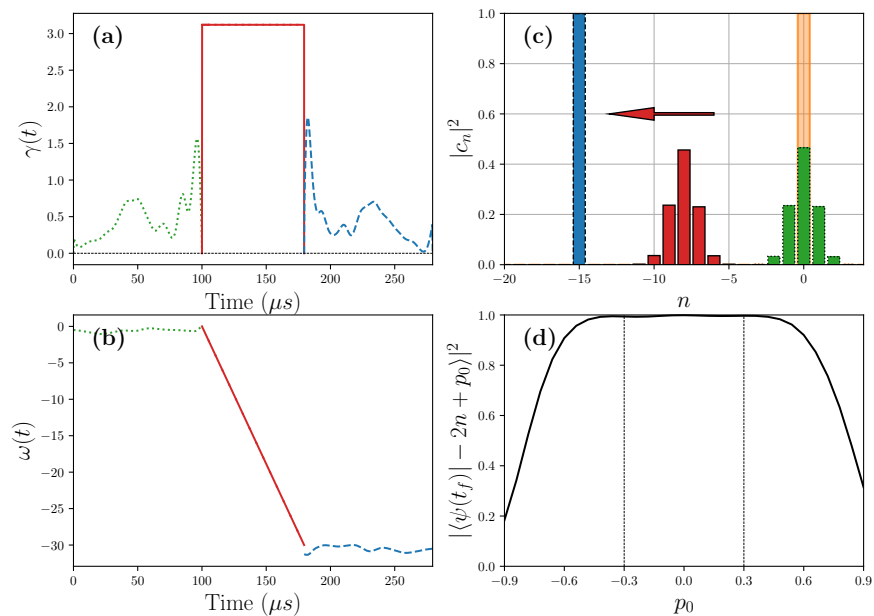 (a)
γ(t)
3.0
2.5
2.0
1.5
1.0
0.5
0.0
0 50 100 150 200 250
Time (μs)
(c)
|c_n|^2
1.0
0.8
0.6
0.4
0.2
0.0
−20 −15 −10 −5 0
n
(b)
ω(t)
0
−5
−10
−15
−20
−25
−30
0 50 100 150 200 250
Time (μs)
(d)
|⟨ψ(t_f)| − 2n + p_0⟩|^2
1.0
0.8
0.6
0.4
0.2
0.0
−0.9 −0.6 −0.3 0.0 0.3 0.6 0.9
p_0